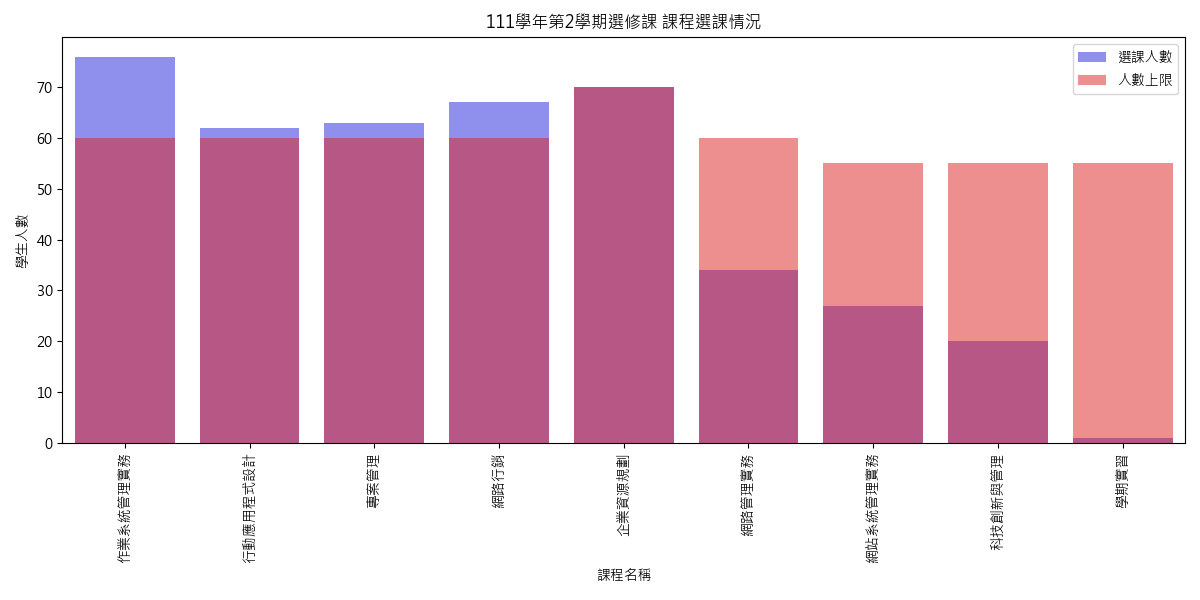 111學年第2學期選修課 課程選課情況
選課人數
人數上限
學生人數
70
60
50
40
30
20
10
0
作業系統管理實務
行動應用程式設計
專案管理
網路行銷
企業資源規劃
網路管理實務
網站系統管理實務
科技創新與管理
學期實習
課程名稱